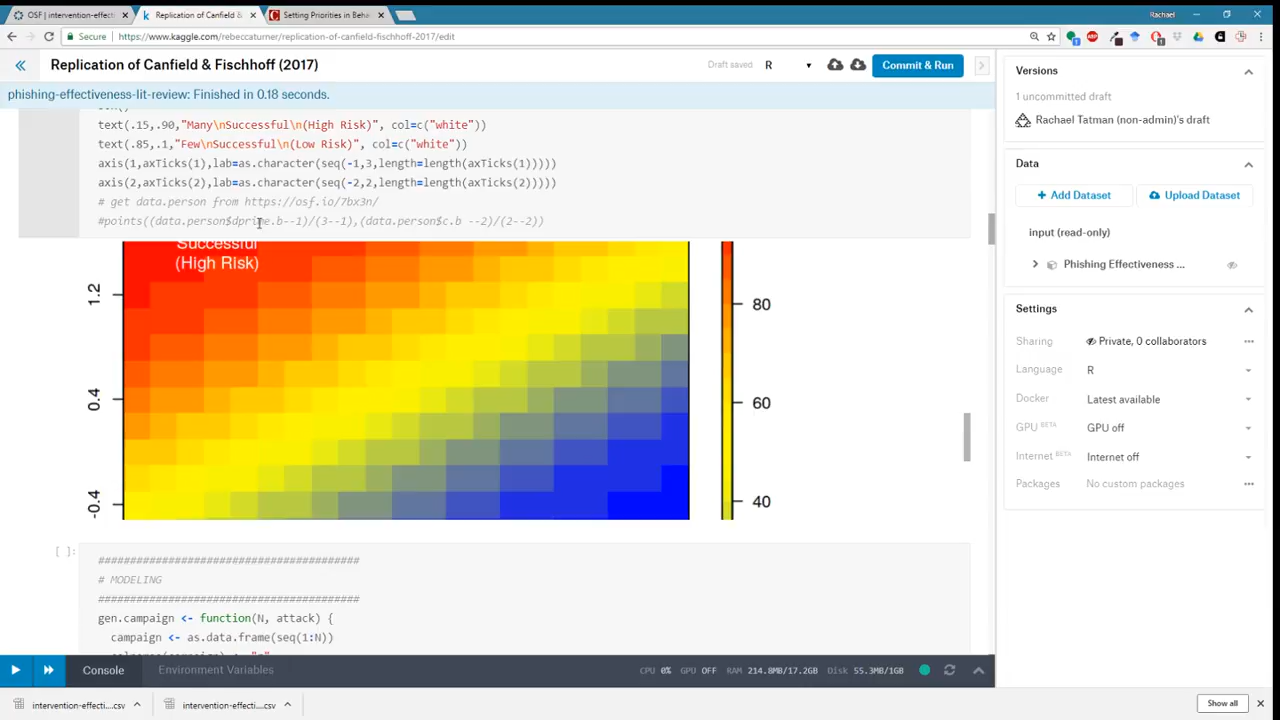 OSF | intervention-effecti
Replication of Canfield &
Setting Priorities in Beh
Rachael
Secure
https://www.kaggle.com/rebeccaturner/replication-of-canfield-fischhoff-2017/edit
Replication of Canfield & Fischhoff (2017)
Draft saved
R
Commit & Run
phishing-effectiveness-lit-review: Finished in 0.18 seconds.
text(.15,.90,"Many\nSuccessful\n(High Risk)", col=c("white"))
text(.85,.1,"Few\nSuccessful\n(Low Risk)", col=c("white"))
axis(1,axTicks(1),lab=as.character(seq(-1,3,length=length(axTicks(1)))))
axis(2,axTicks(2),lab=as.character(seq(-2,2,length=length(axTicks(2)))))
# get data.person from https://osf.io/7bx3n/
#points((data.person$dprime.b--1)/(3--1),(data.person$c.b --2)/(2--2))
Successful
(High Risk)
1.2
0.4
-0.4
80
60
40
[ ]:
########################################
# MODELING
########################################
gen.campaign <- function(N, attack) {
campaign <- as.data.frame(seq(1:N))
Versions
1 uncommitted draft
Rachael Tatman (non-admin)'s draft
Data
+ Add Dataset
Upload Dataset
input (read-only)
Phishing Effectiveness ...
Settings
Sharing
Private, 0 collaborators
Language
R
Docker
Latest available
GPU BETA
GPU off
Internet BETA
Internet off
Packages
No custom packages
Console
Environment Variables
CPU 0% GPU OFF RAM 214.8MB/17.2GB Disk 55.3MB/1GB
intervention-effecti....csv
intervention-effecti....csv
Show all